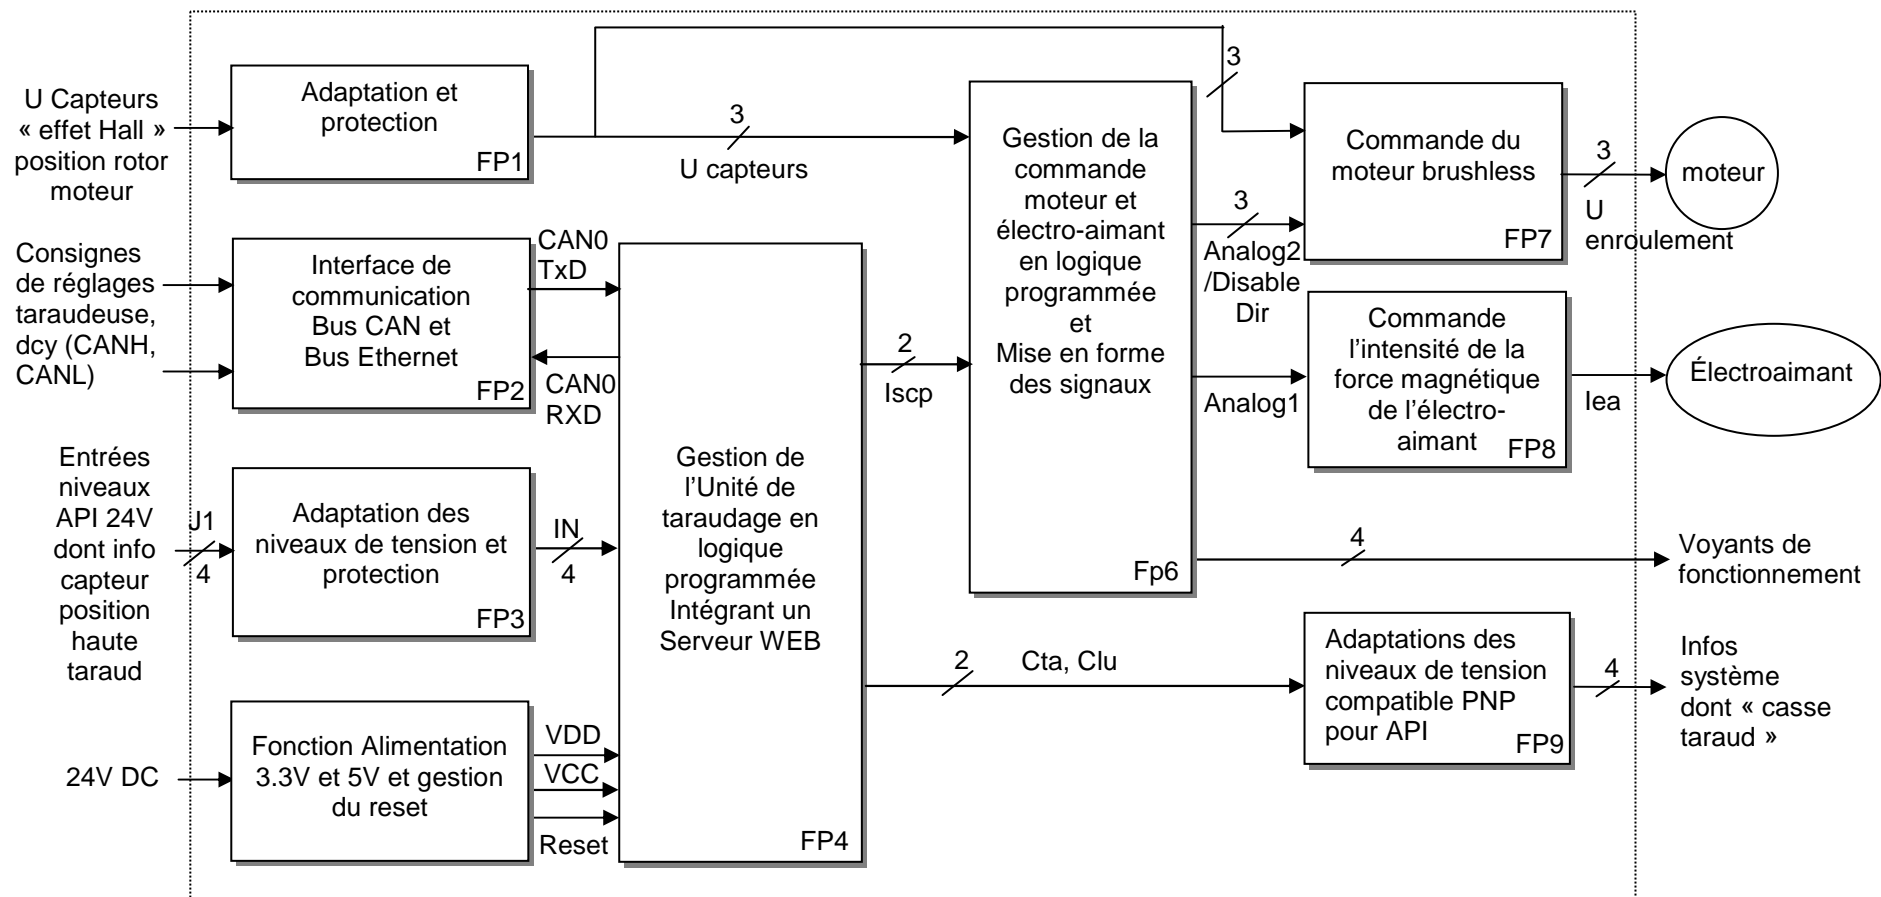 U Capteurs
« effet Hall »
position rotor
moteur
Adaptation et
protection
FP1
3
U capteurs
3
Consignes
de réglages
taraudeuse,
dcy (CANH,
CANL)
Interface de
communication
Bus CAN et
Bus Ethernet
FP2
CAN0
TxD
CAN0
RXD
Entrées
niveaux
API 24V
dont info
capteur
position
haute
taraud
J1
4
Adaptation des
niveaux de tension et
protection
FP3
IN
4
24V DC
Fonction Alimentation
3.3V et 5V et gestion
du reset
VDD
VCC
Reset
Gestion de
l'Unité de
taraudage en
logique
programmée
Intégrant un
Serveur WEB
FP4
2
Iscp
2
Cta, Clu
Gestion de la
commande
moteur et
électro-aimant
en logique
programmée
et
Mise en forme
des signaux
Fp6
3
Analog2
/Disable
Dir
Analog1
4
Commande du
moteur brushless
FP7
3
U
enroulement
moteur
Commande
l'intensité de la
force magnétique
de l'électro-
aimant
FP8
Iea
Électroaimant
Voyants de
fonctionnement
Adaptations des
niveaux de tension
compatible PNP
pour API
FP9
4
Infos
système
dont « casse
taraud »